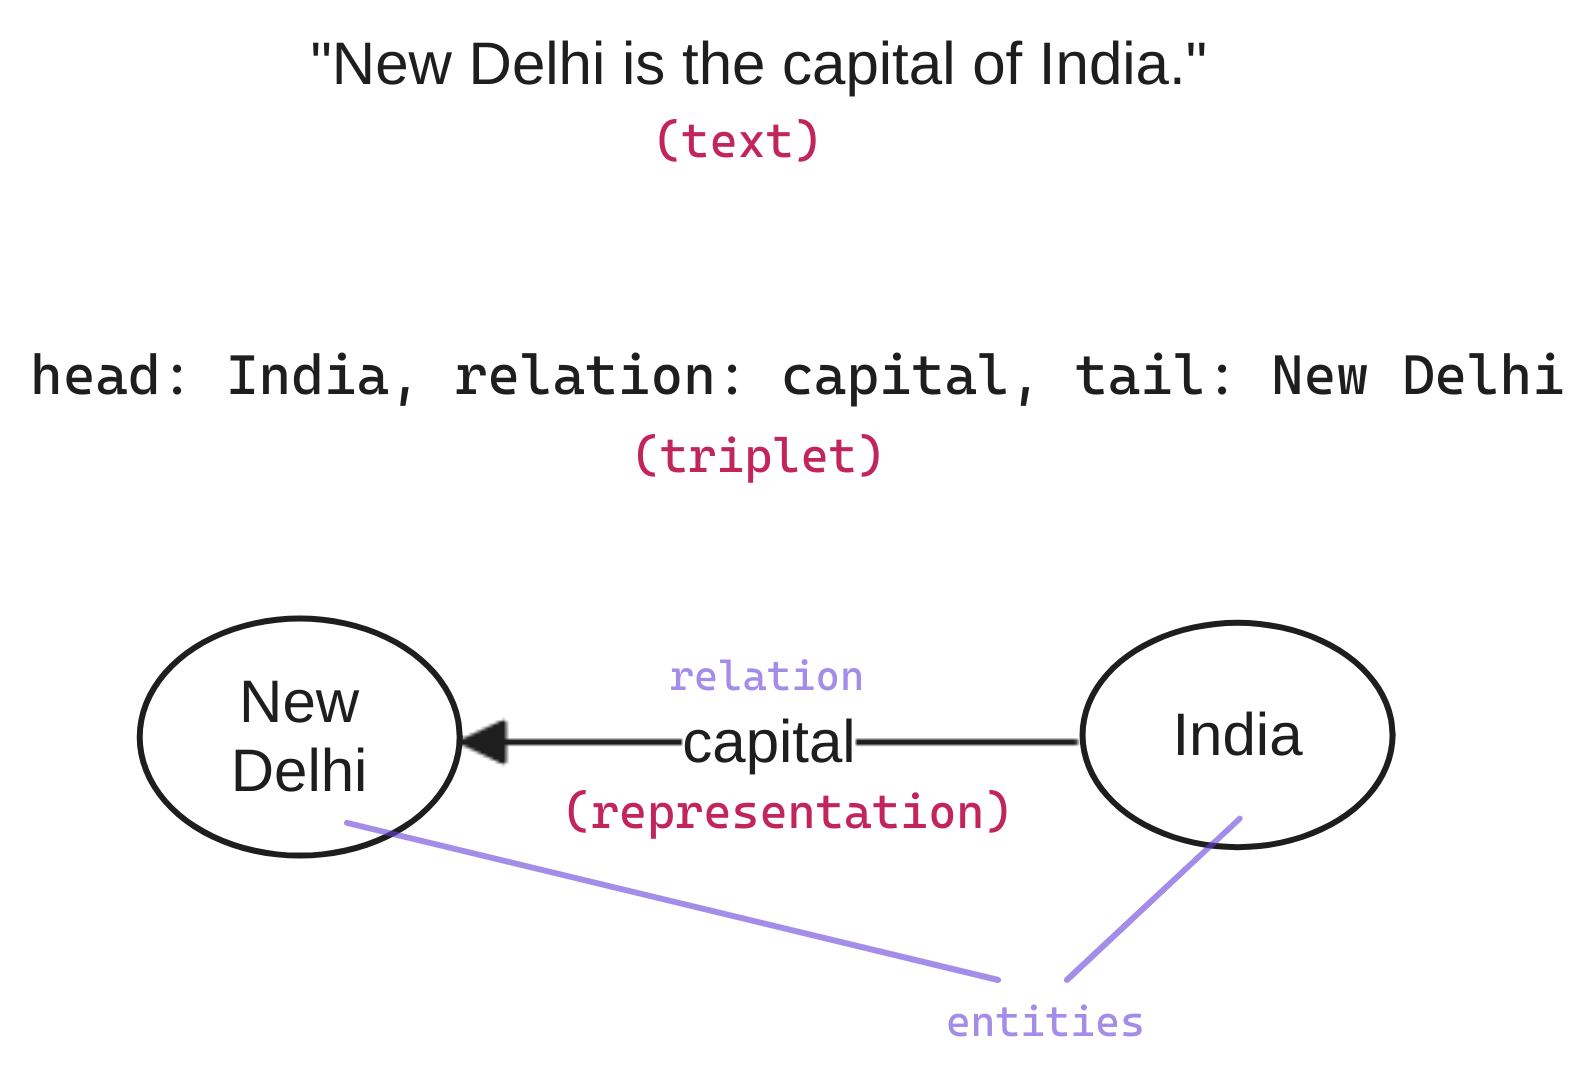 "New Delhi is the capital of India."
(text)
head: India, relation: capital, tail: New Delhi
(triplet)
New
Delhi
relation
capital
(representation)
India
entities